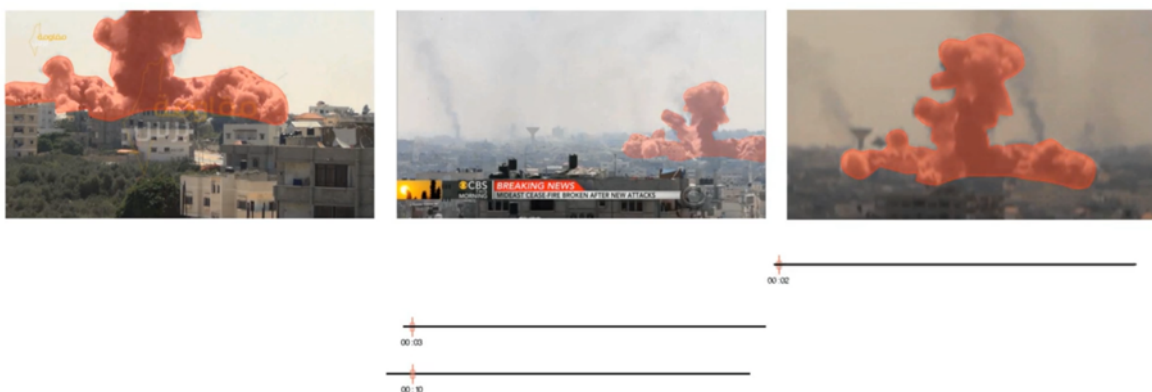 CBS
MORNING
BREAKING NEWS
MIDEAST CEASE-FIRE BROKEN AFTER NEW ATTACKS
00:02
00:03
00:10